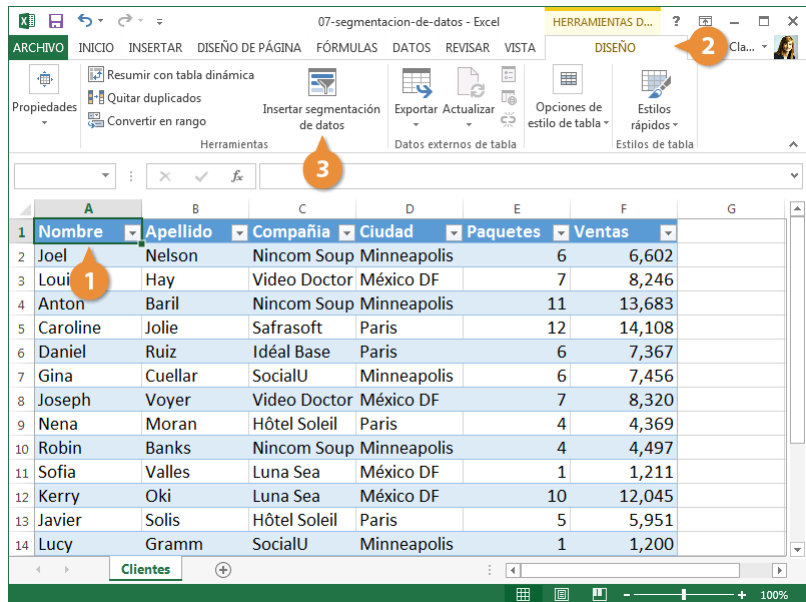 07-segmentacion-de-datos - Excel
HERRAMIENTAS D...
?
ARCHIVO INICIO INSERTAR DISEÑO DE PÁGINA FÓRMULAS DATOS REVISAR VISTA DISEÑO 2 Cla...
Propiedades
Resumir con tabla dinámica
Quitar duplicados
Convertir en rango
Insertar segmentación
de datos
Herramientas
3
Exportar Actualizar
Datos externos de tabla
Opciones de
estilo de tabla
Estilos
rápidos
Estilos de tabla
fx
A B C D E F G
1 Nombre Apellido Compañia Ciudad Paquetes Ventas
2 Joel Nelson Nincom Soup Minneapolis 6 6,602
3 Loui Hay Video Doctor México DF 7 8,246
1
4 Anton Baril Nincom Soup Minneapolis 11 13,683
5 Caroline Jolie Safrasoft Paris 12 14,108
6 Daniel Ruiz Idéal Base Paris 6 7,367
7 Gina Cuellar SocialU Minneapolis 6 7,456
8 Joseph Voyer Video Doctor México DF 7 8,320
9 Nena Moran Hôtel Soleil Paris 4 4,369
10 Robin Banks Nincom Soup Minneapolis 4 4,497
11 Sofia Valles Luna Sea México DF 1 1,211
12 Kerry Oki Luna Sea México DF 10 12,045
13 Javier Solis Hôtel Soleil Paris 5 5,951
14 Lucy Gramm SocialU Minneapolis 1 1,200
Clientes
100%